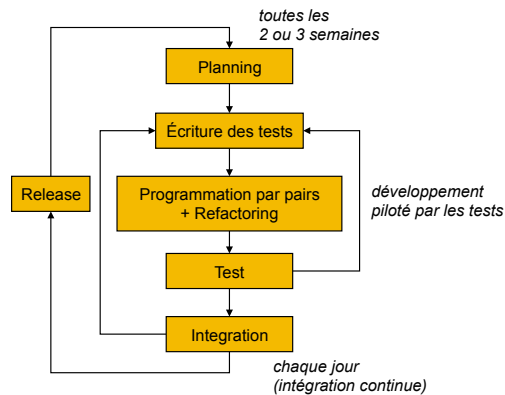 toutes les
2 ou 3 semaines
Planning
Écriture des tests
Release
Programmation par pairs
+ Refactoring
développement
piloté par les tests
Test
Integration
chaque jour
(intégration continue)